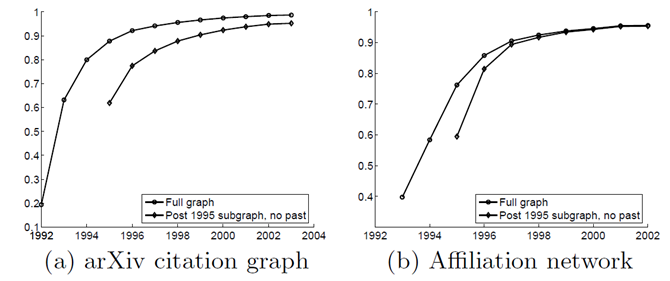 1
0.9
0.8
0.7
0.6
0.5
0.4
0.3
0.2
0.1
1992 1994 1996 1998 2000 2002 2004
Full graph
Post 1995 subgraph, no past
(a) arXiv citation graph
1
0.9
0.8
0.7
0.6
0.5
0.4
1992 1994 1996 1998 2000 2002
Full graph
Post 1995 subgraph, no past
(b) Affiliation network